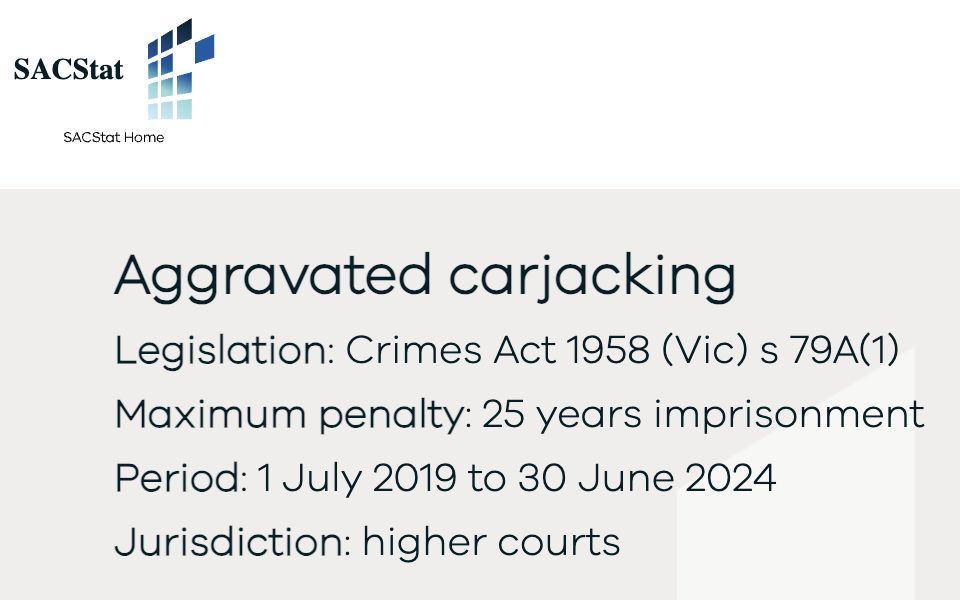 SACStat
SACStat Home
Aggravated carjacking
Legislation: Crimes Act 1958 (Vic) s 79A(1)
Maximum penalty: 25 years imprisonment
Period: 1 July 2019 to 30 June 2024
Jurisdiction: higher courts